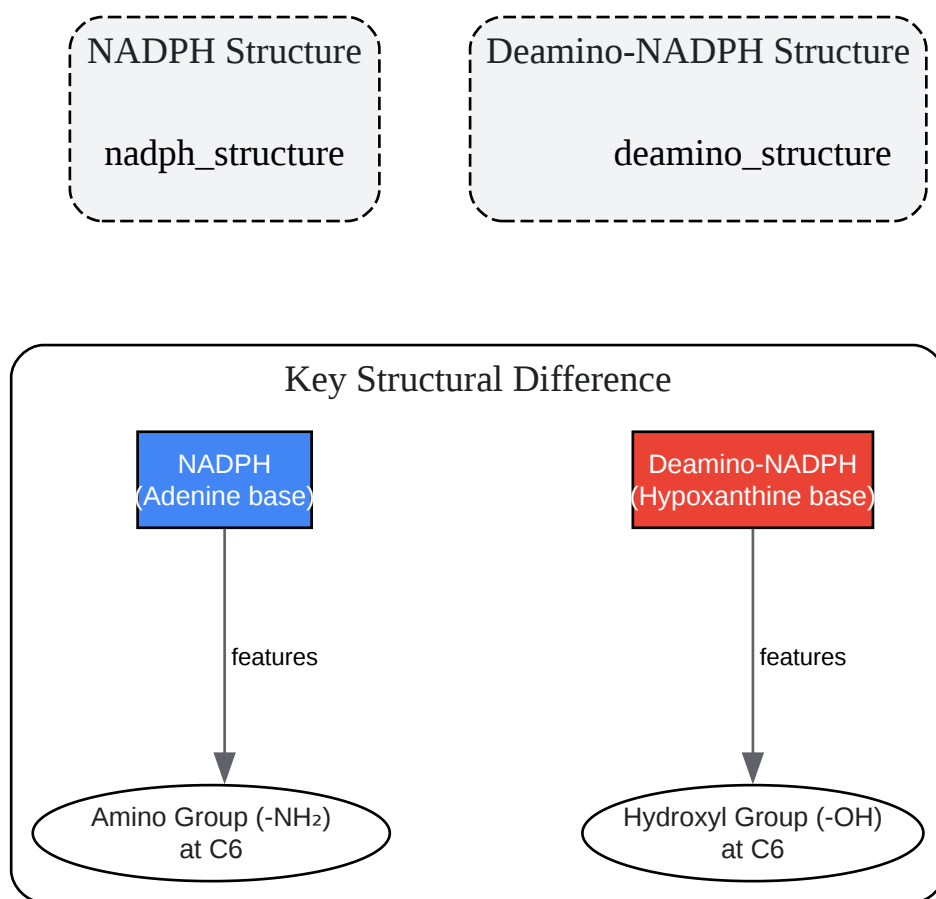 NADPH Structure
Deamino-NADPH Structure
nadph_structure
deamino_structure
Key Structural Difference
NADPH
(Adenine base)
Deamino-NADPH
(Hypoxanthine base)
features
features
Amino Group (-NH₂)
at C6
Hydroxyl Group (-OH)
at C6